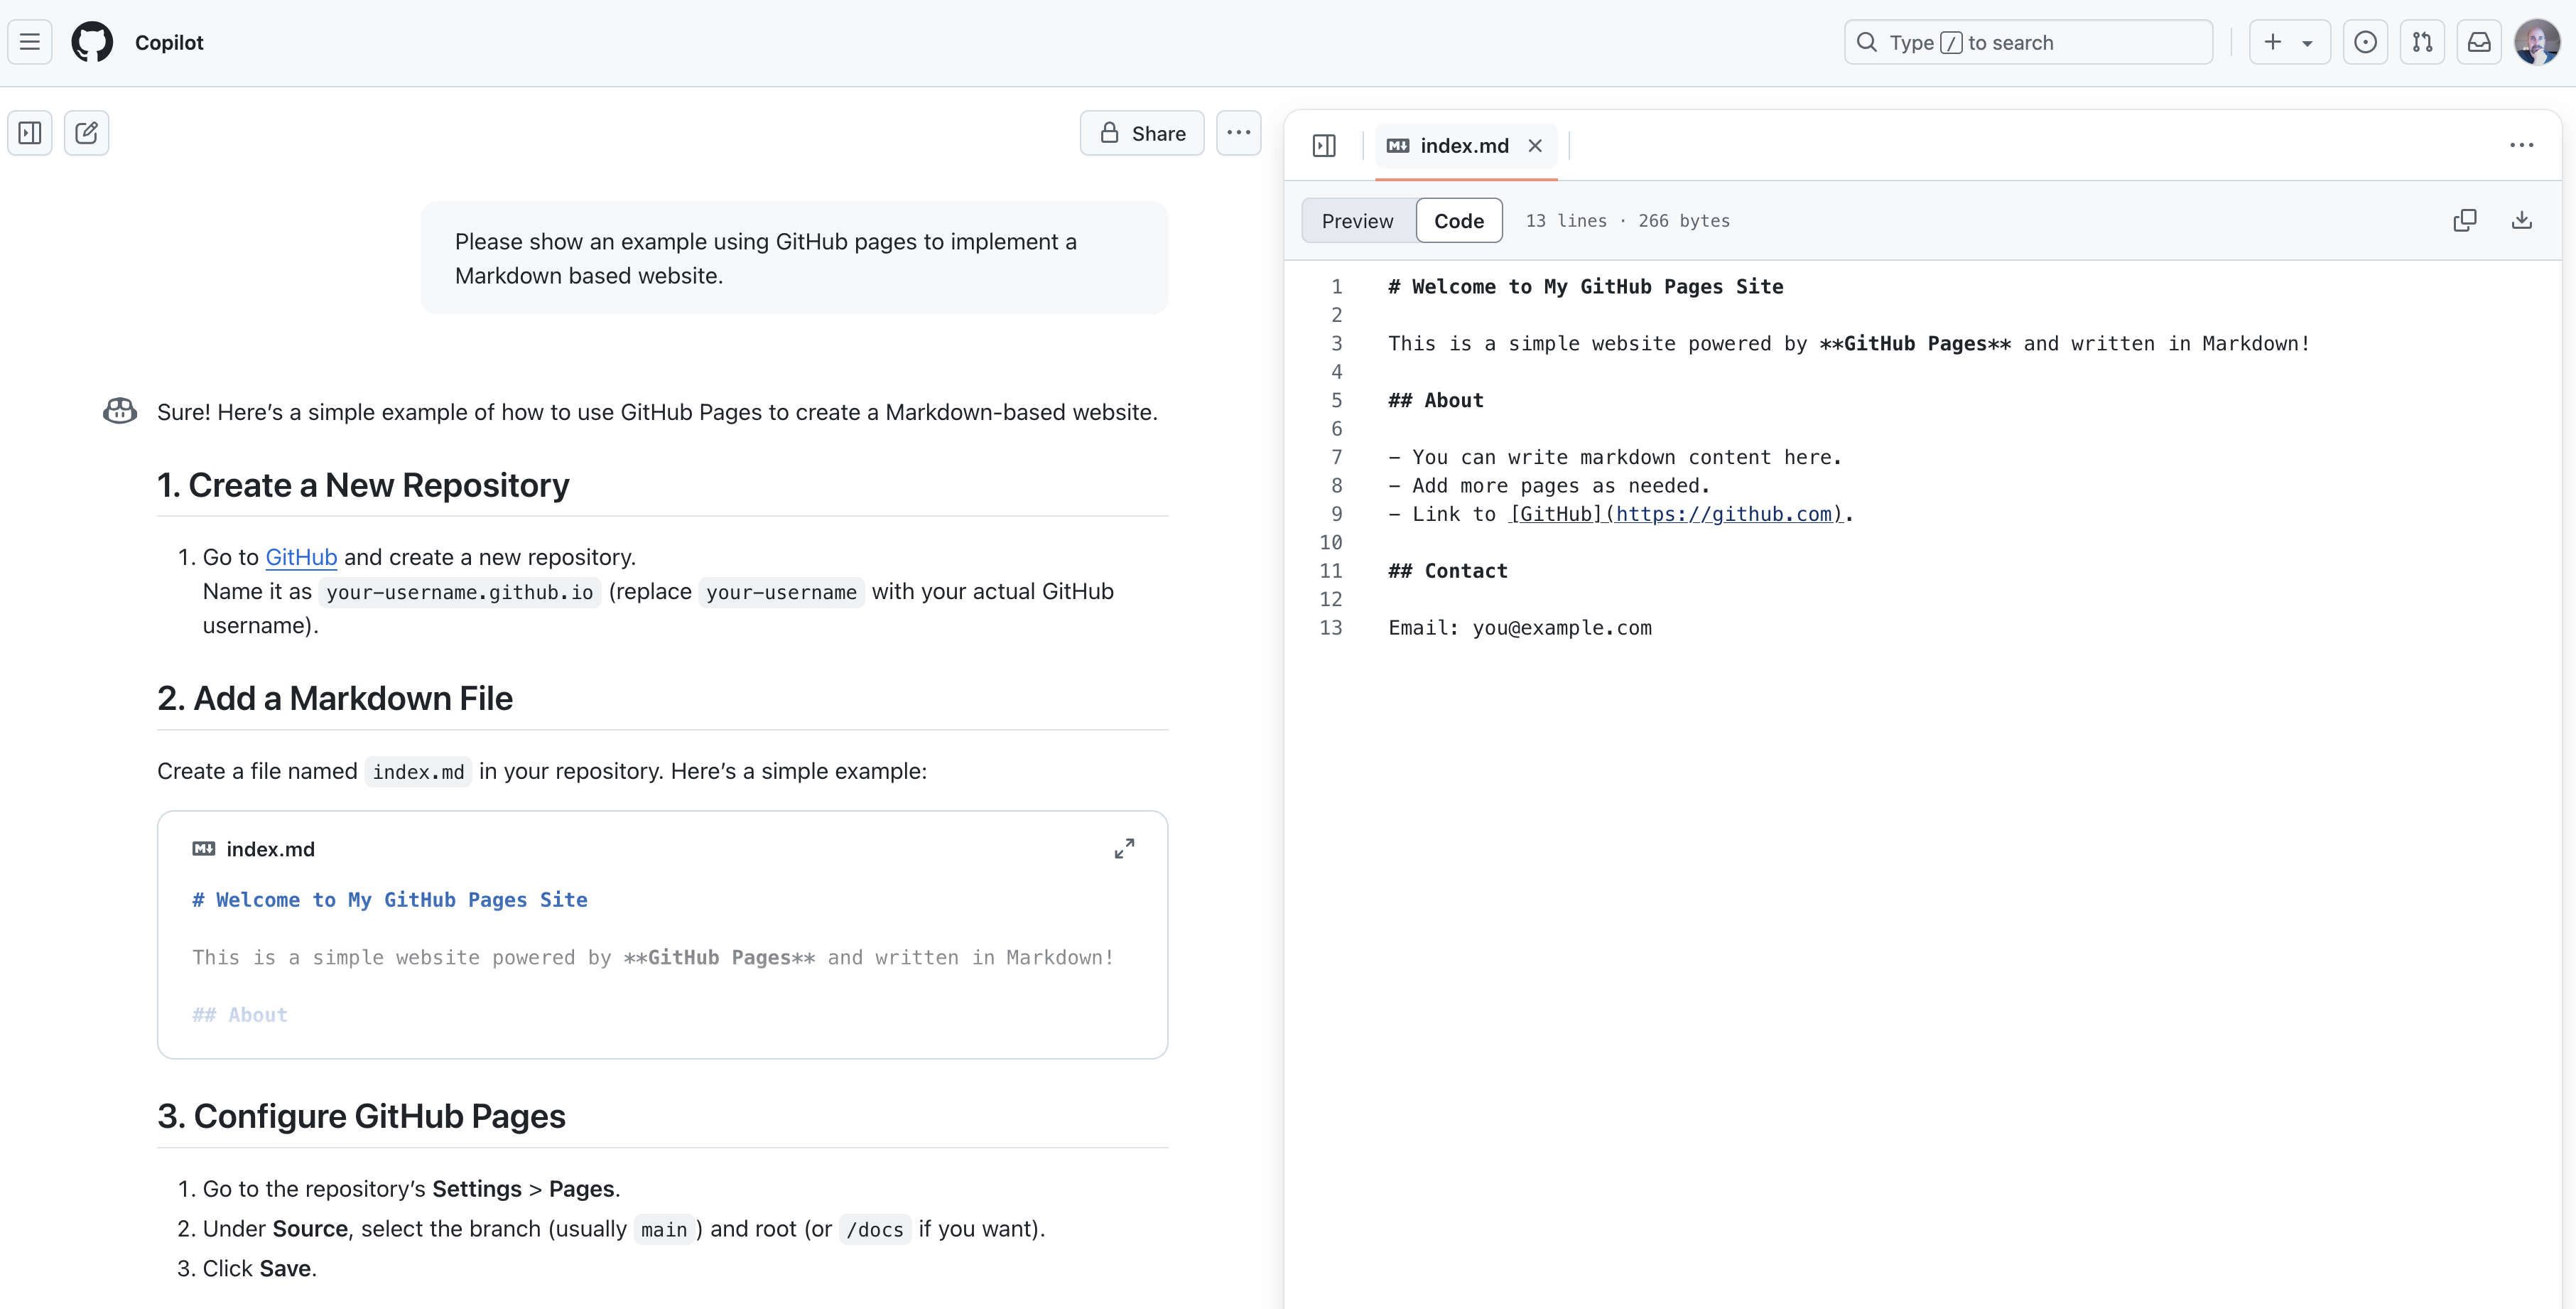 Copilot
Type / to search
Share
Please show an example using GitHub pages to implement a
Markdown based website.
Sure! Here’s a simple example of how to use GitHub Pages to create a Markdown-based website.
1. Create a New Repository
1. Go to GitHub and create a new repository.
Name it as your-username.github.io (replace your-username with your actual GitHub
username).
2. Add a Markdown File
Create a file named index.md in your repository. Here’s a simple example:
index.md
# Welcome to My GitHub Pages Site
This is a simple website powered by **GitHub Pages** and written in Markdown!
## About
3. Configure GitHub Pages
1. Go to the repository’s Settings > Pages.
2. Under Source, select the branch (usually main) and root (or /docs if you want).
3. Click Save.
index.md
Preview Code 13 lines · 266 bytes
1 # Welcome to My GitHub Pages Site
2
3 This is a simple website powered by **GitHub Pages** and written in Markdown!
4
5 ## About
6
7 - You can write markdown content here.
8 - Add more pages as needed.
9 - Link to [GitHub](https://github.com).
10
11 ## Contact
12
13 Email: you@example.com